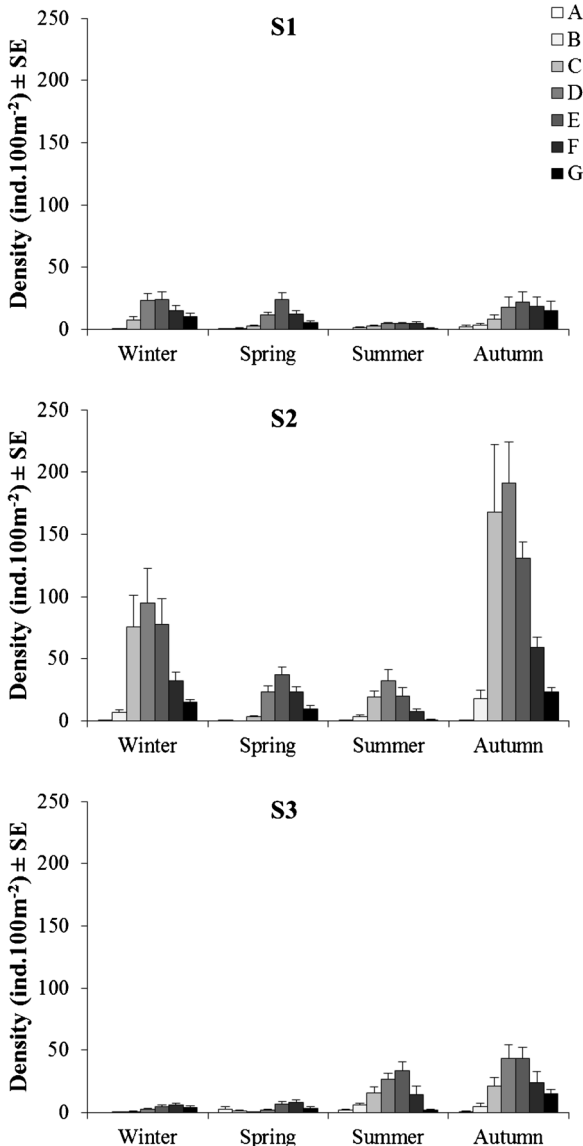 S1
A
B
C
D
E
F
G
Density (ind.100m-2) ± SE
250
200
150
100
50
0
Winter Spring Summer Autumn
S2
Density (ind.100m-2) ± SE
250
200
150
100
50
0
Winter Spring Summer Autumn
S3
Density (ind.100m-2) ± SE
250
200
150
100
50
0
Winter Spring Summer Autumn